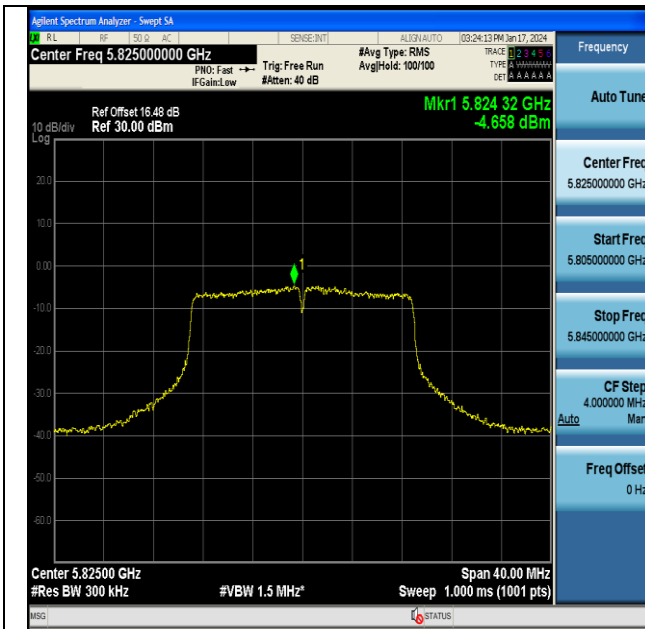 Agilent Spectrum Analyzer - Swept SA
RL RF 50 Ω AC SENSE:INT ALIGN AUTO 03:24:13 PM Jan 17, 2024
Center Freq 5.825000000 GHz
PNO: Fast
IFGain:Low
Trig: Free Run
#Atten: 40 dB
#Avg Type: RMS
Avg|Hold: 100/100
TRACE 1 2 3 4 5 6
TYPE A
DET A A A A A A
Ref Offset 16.48 dB
10 dB/div Ref 30.00 dBm
Log
Mkr1 5.824 32 GHz
-4.658 dBm
20.0
10.0
0.00
-10.0
-20.0
-30.0
-40.0
-50.0
-60.0
1
Center 5.82500 GHz Span 40.00 MHz
#Res BW 300 kHz #VBW 1.5 MHz* Sweep 1.000 ms (1001 pts)
MSG STATUS
Frequency
Auto Tune
Center Freq
5.825000000 GHz
Start Freq
5.805000000 GHz
Stop Freq
5.845000000 GHz
CF Step
4.000000 MHz
Auto Man
Freq Offset
0 Hz